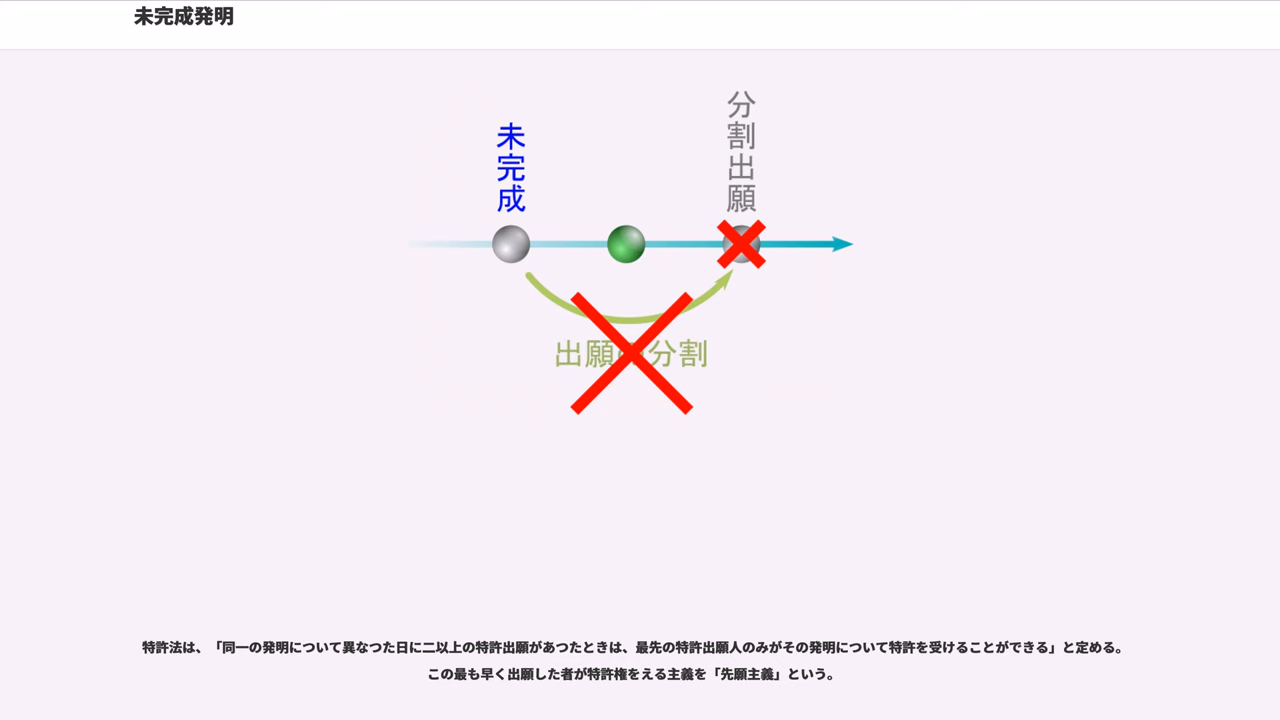 未完成発明
未完成
分割出願
出願の分割
特許法は、「同一の発明について異なつた日に二以上の特許出願があつたときは、最先の特許出願人のみがその発明について特許を受けることができる」と定める。
この最も早く出願した者が特許権をえる主義を「先願主義」という。